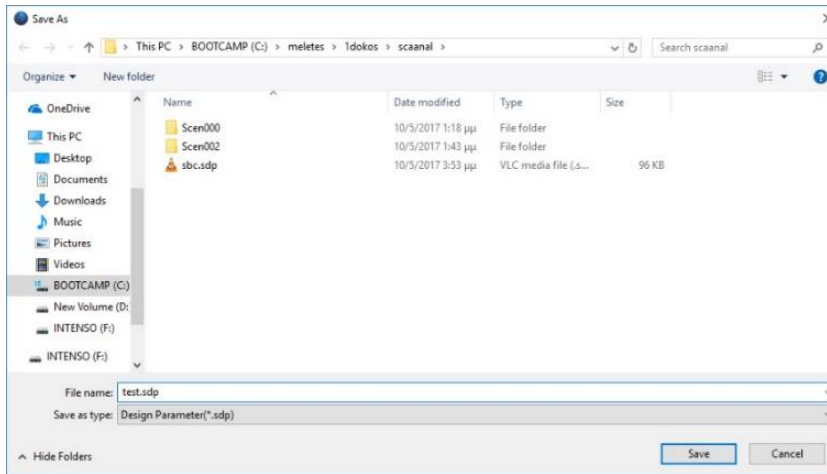 Save As
This PC > BOOTCAMP (C:) > meletes > 1dokos > scaanal >
Search scaanal
Organize
New folder
Name
Date modified
Type
Size
OneDrive
This PC
Desktop
Documents
Downloads
Music
Pictures
Videos
BOOTCAMP (C:)
New Volume (D:
INTENSO (F:)
INTENSO (F:)
Scen000 10/5/2017 1:18 μμ File folder
Scen002 10/5/2017 1:43 μμ File folder
sbc.sdp 10/5/2017 3:53 μμ VLC media file (.s... 96 KB
File name: test.sdp
Save as type: Design Parameter(*.sdp)
Hide Folders
Save
Cancel